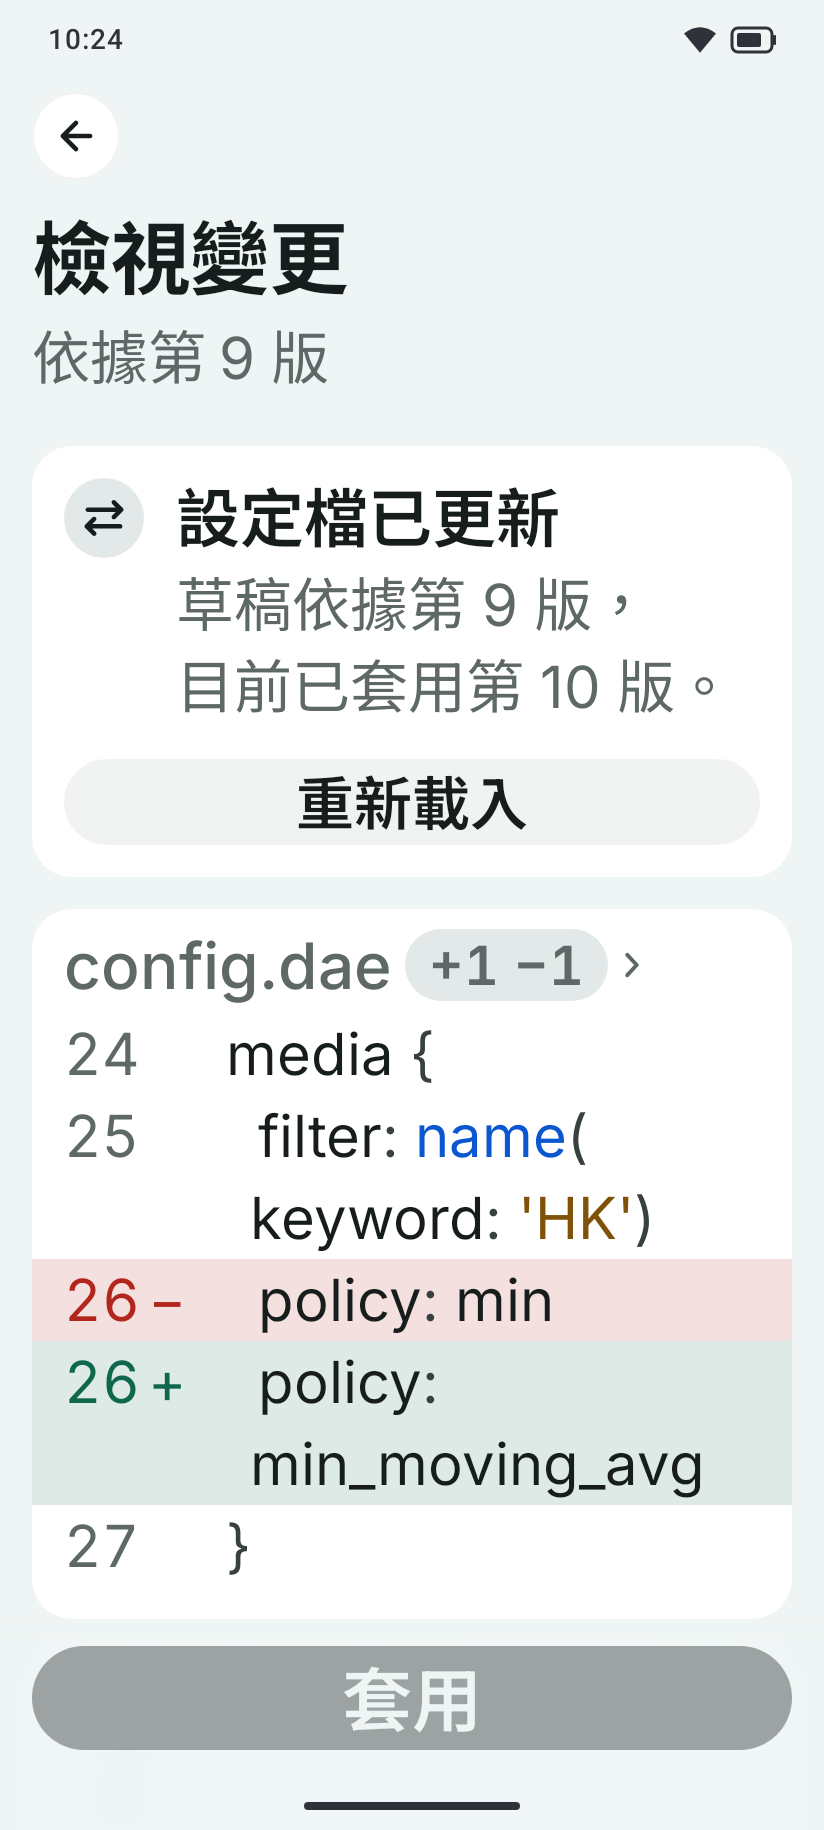 10:24
檢視變更
依據第 9 版
設定檔已更新
草稿依據第 9 版，
目前已套用第 10 版。
重新載入
config.dae +1 −1
24 media {
25 filter: name(
keyword: 'HK')
26 − policy: min
26 + policy:
min_moving_avg
27 }
套用